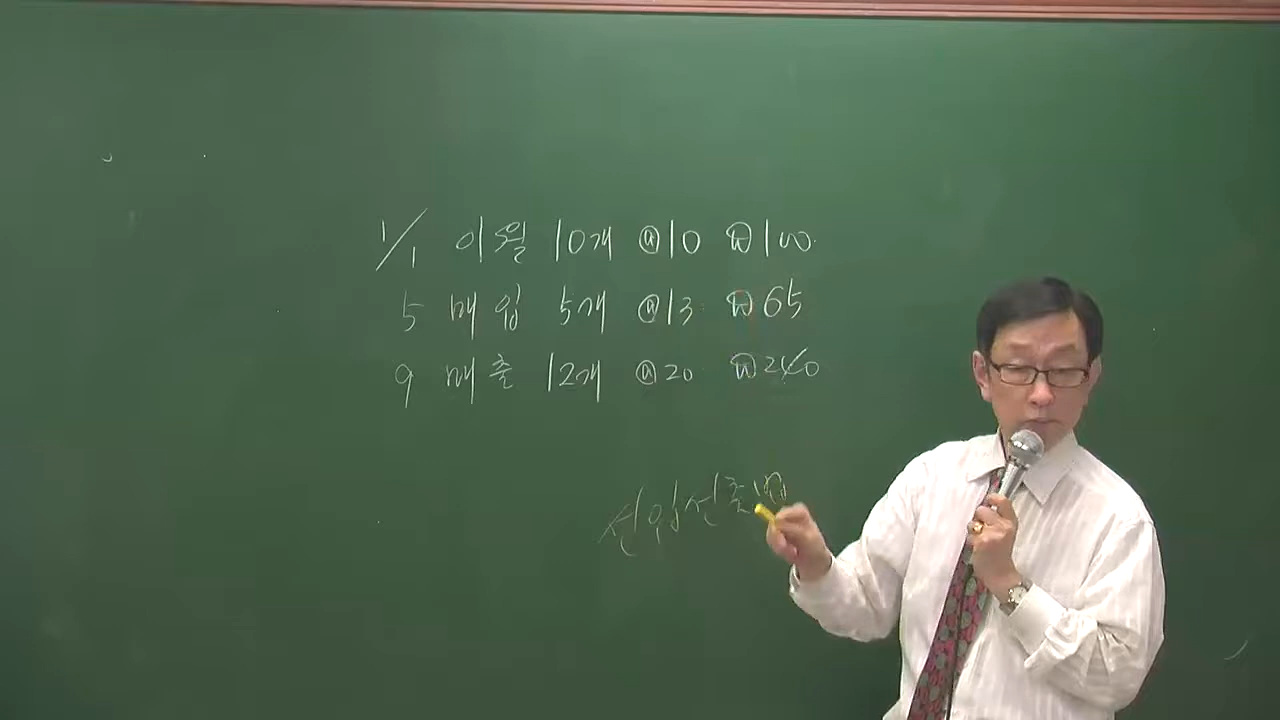 1/1 이월 10개 @10 ₩100.
5 매입 5개 @13 ₩65
9 매출 12개 @20 ₩240
선입선출법